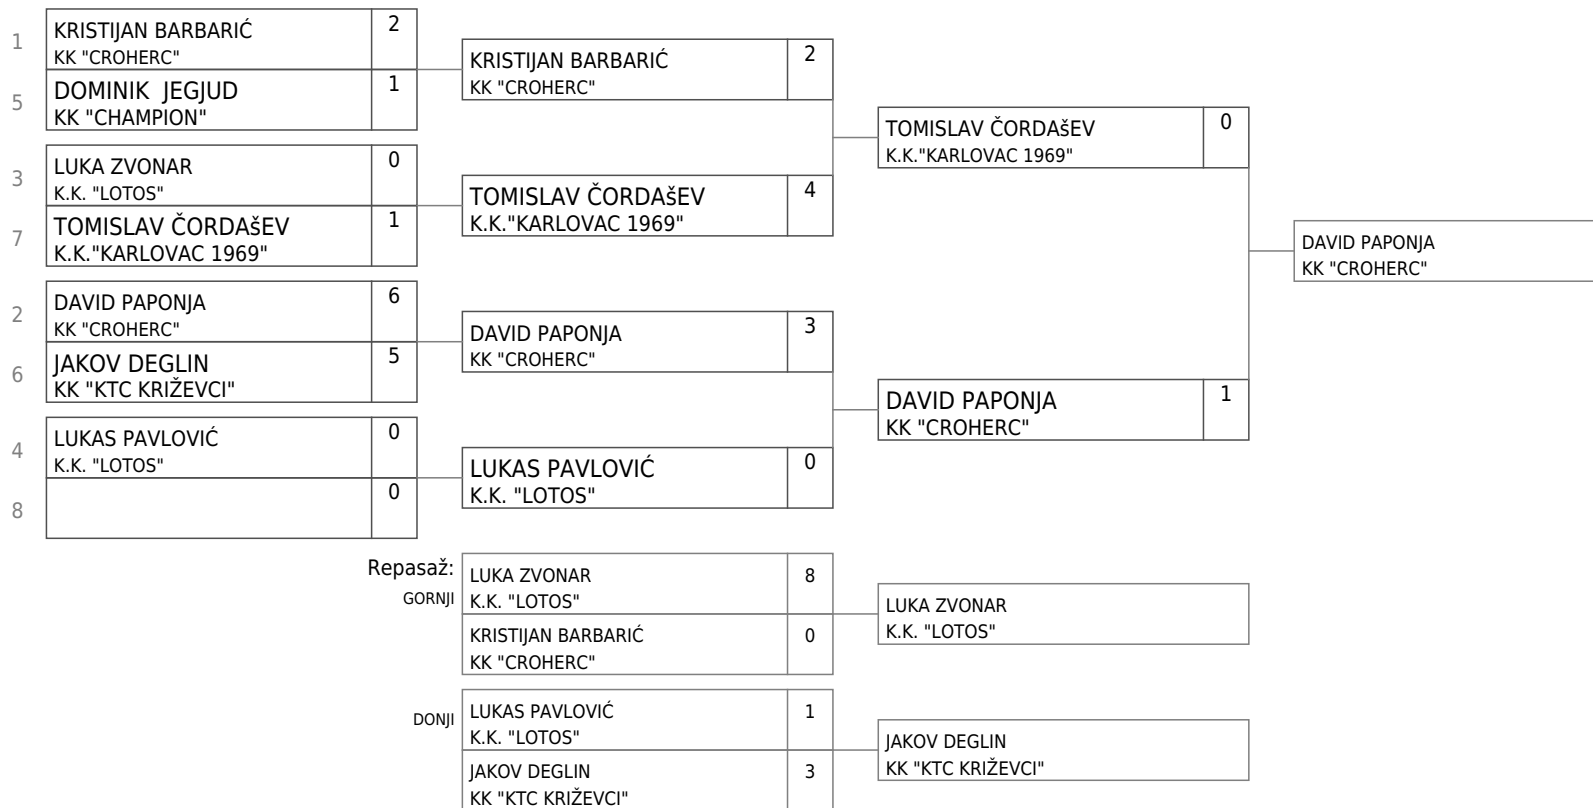 1
KRISTIJAN BARBARIĆ
2
KK "CROHERC"
5
DOMINIK JEGJUD
1
KK "CHAMPION"
3
LUKA ZVONAR
0
K.K. "LOTOS"
7
TOMISLAV ČORDAšEV
1
K.K."KARLOVAC 1969"
2
DAVID PAPONJA
6
KK "CROHERC"
6
JAKOV DEGLIN
5
KK "KTC KRIŽEVCI"
4
LUKAS PAVLOVIĆ
0
K.K. "LOTOS"
8
0
KRISTIJAN BARBARIĆ
2
KK "CROHERC"
TOMISLAV ČORDAšEV
4
K.K."KARLOVAC 1969"
DAVID PAPONJA
3
KK "CROHERC"
LUKAS PAVLOVIĆ
0
K.K. "LOTOS"
TOMISLAV ČORDAšEV
0
K.K."KARLOVAC 1969"
DAVID PAPONJA
1
KK "CROHERC"
DAVID PAPONJA
KK "CROHERC"
Repasaž:
GORNJI
LUKA ZVONAR
8
K.K. "LOTOS"
KRISTIJAN BARBARIĆ
0
KK "CROHERC"
LUKA ZVONAR
K.K. "LOTOS"
DONJI
LUKAS PAVLOVIĆ
1
K.K. "LOTOS"
JAKOV DEGLIN
3
KK "KTC KRIŽEVCI"
JAKOV DEGLIN
KK "KTC KRIŽEVCI"